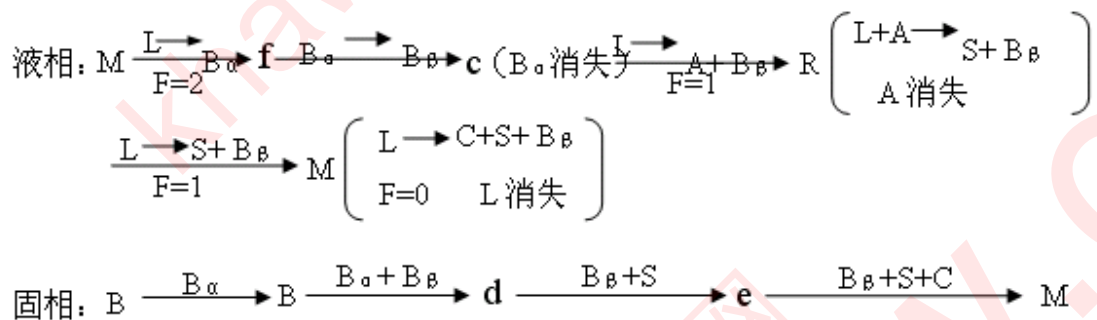 液相: M L→Bα F=2 f Bα→Bβ c (Bα消失) L→A+Bβ F=1 R (L+A→S+Bβ A消失)
L→S+Bβ F=1 M (L→C+S+Bβ F=0 L消失)
固相: B Bα B Bα+Bβ d Bβ+S e Bβ+S+C M